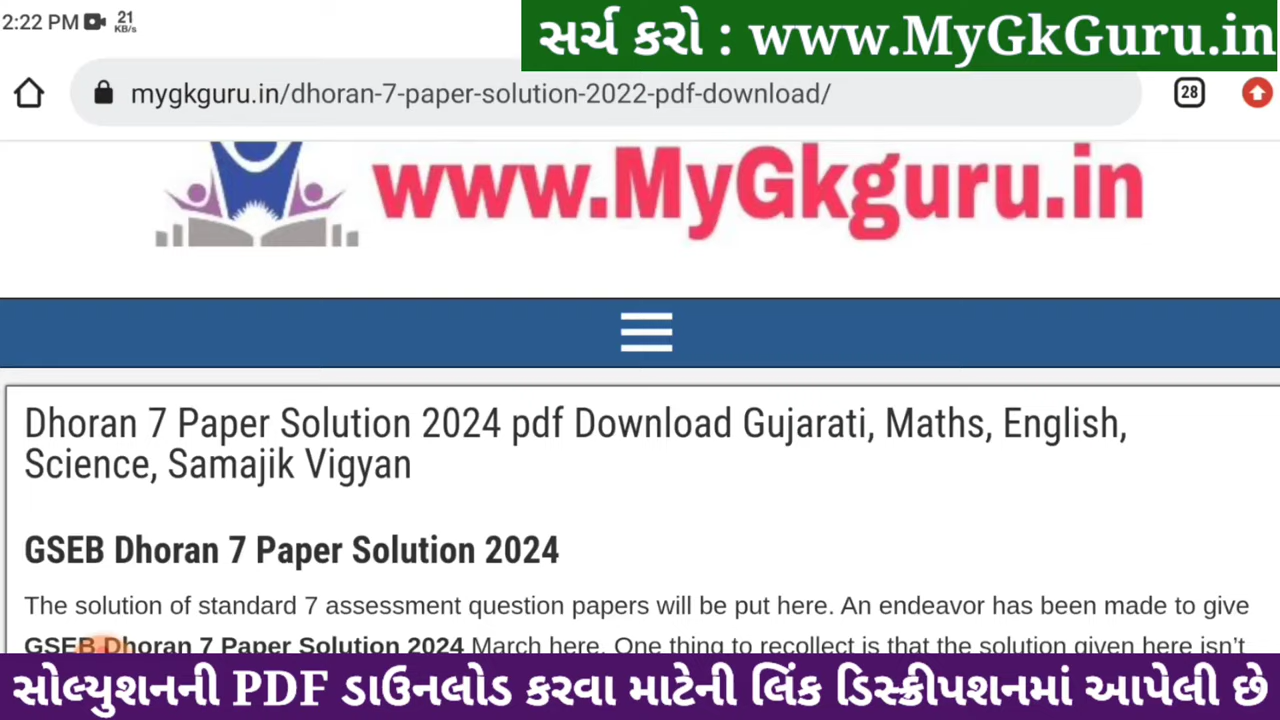 2:22 PM 21 KB/s
સર્ચ કરો : www.MyGkGuru.in
mygkguru.in/dhoran-7-paper-solution-2022-pdf-download/
28
www.MyGkguru.in
Dhoran 7 Paper Solution 2024 pdf Download Gujarati, Maths, English,
Science, Samajik Vigyan
GSEB Dhoran 7 Paper Solution 2024
The solution of standard 7 assessment question papers will be put here. An endeavor has been made to give
GSEB Dhoran 7 Paper Solution 2024 March here. One thing to recollect is that the solution given here isn't
સોલ્યુશનની PDF ડાઉનલોડ કરવા માટેની લિંક ડિસ્ક્રીપશનમાં આપેલી છે